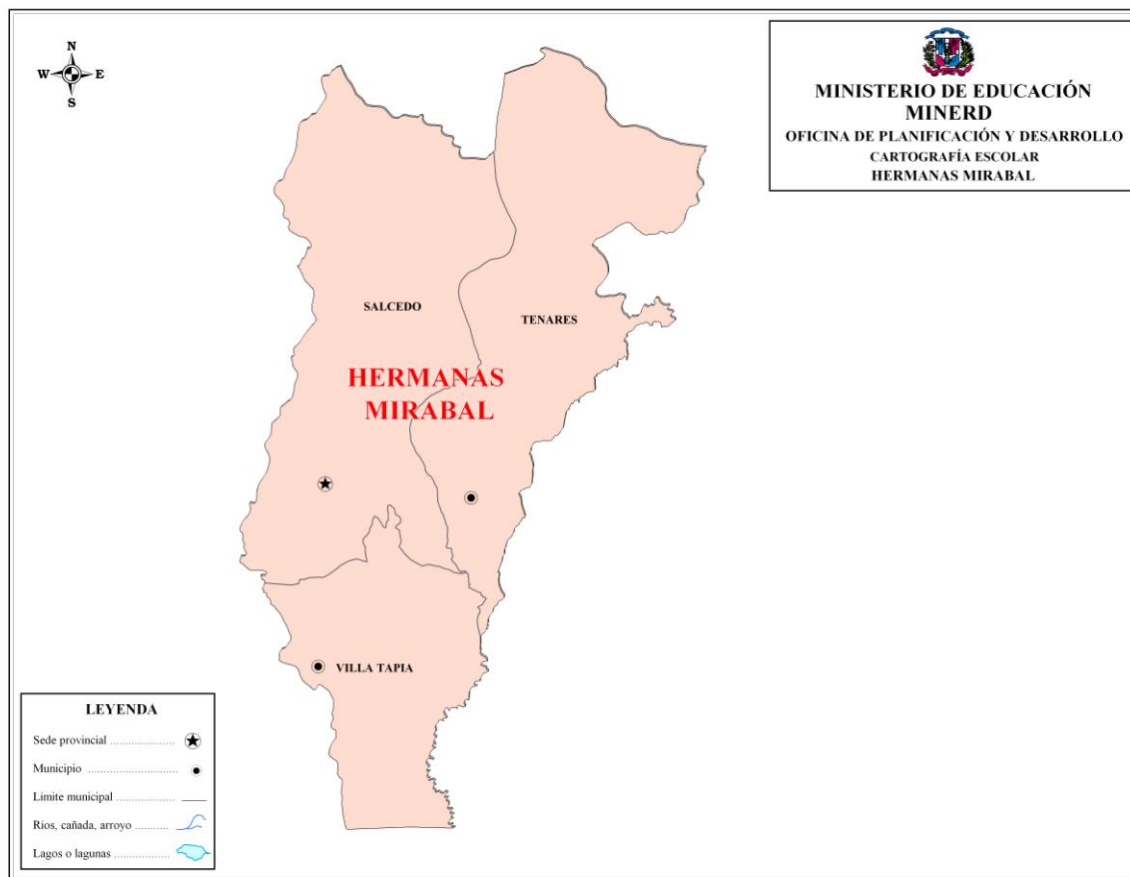 N
W E
S
MINISTERIO DE EDUCACIÓN
MINERD
OFICINA DE PLANIFICACIÓN Y DESARROLLO
CARTOGRAFÍA ESCOLAR
HERMANAS MIRABAL
SALCEDO
TENARES
HERMANAS
MIRABAL
VILLA TAPIA
LEYENDA
Sede provincial ......................
Municipio ..............................
Limite municipal ....................
Rios, cañada, arroyo ...........
Lagos o lagunas ....................